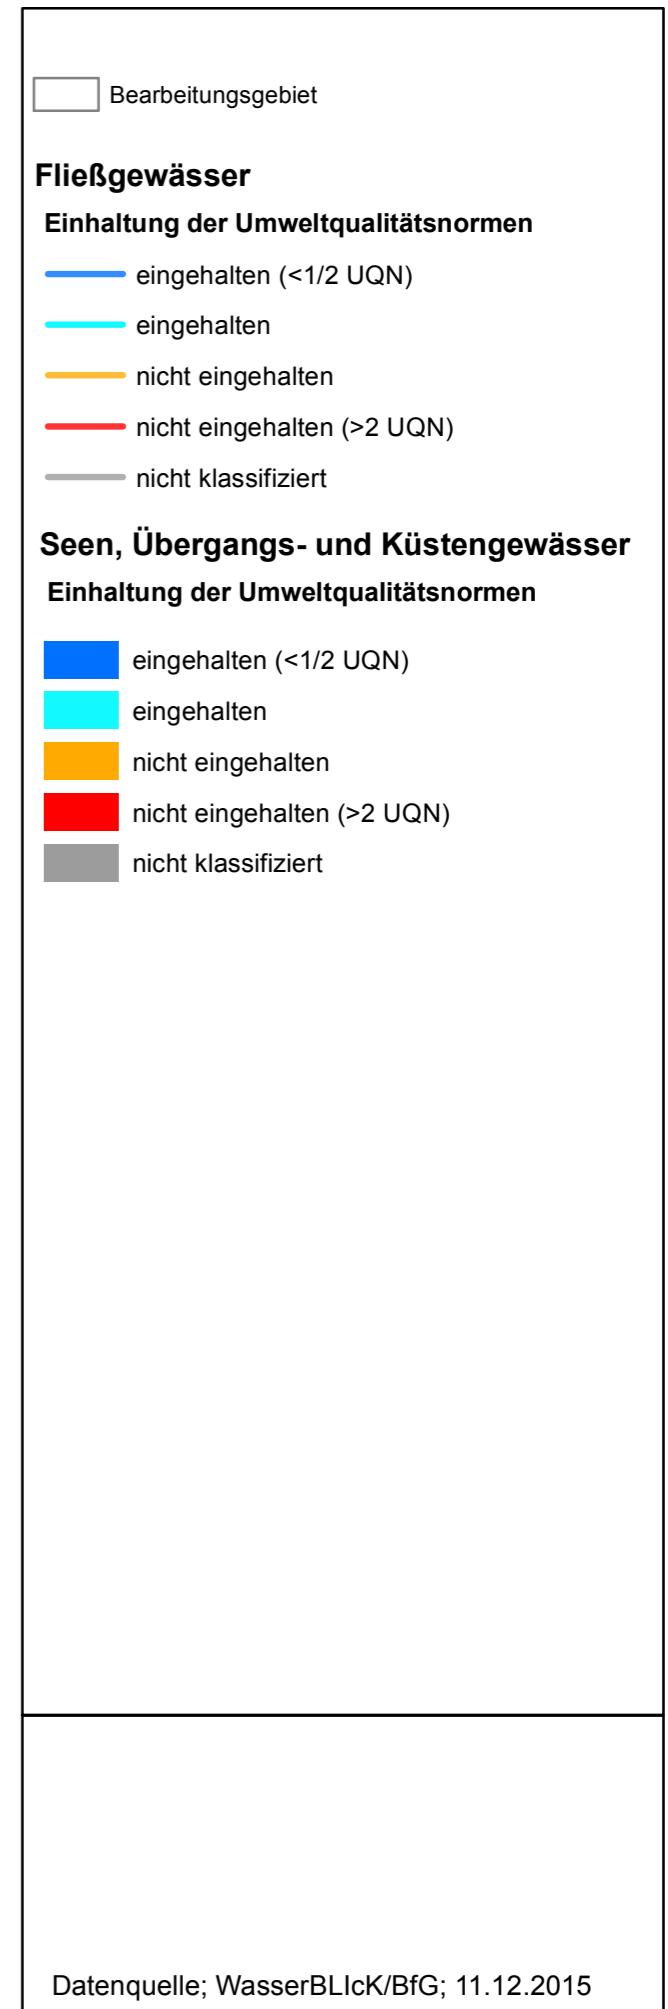 Bearbeitungsgebiet
Fließgewässer
Einhaltung der Umweltqualitätsnormen
eingehalten (<1/2 UQN)
eingehalten
nicht eingehalten
nicht eingehalten (>2 UQN)
nicht klassifiziert
Seen, Übergangs- und Küstengewässer
Einhaltung der Umweltqualitätsnormen
eingehalten (<1/2 UQN)
eingehalten
nicht eingehalten
nicht eingehalten (>2 UQN)
nicht klassifiziert
Datenquelle; WasserBLIcK/BfG; 11.12.2015